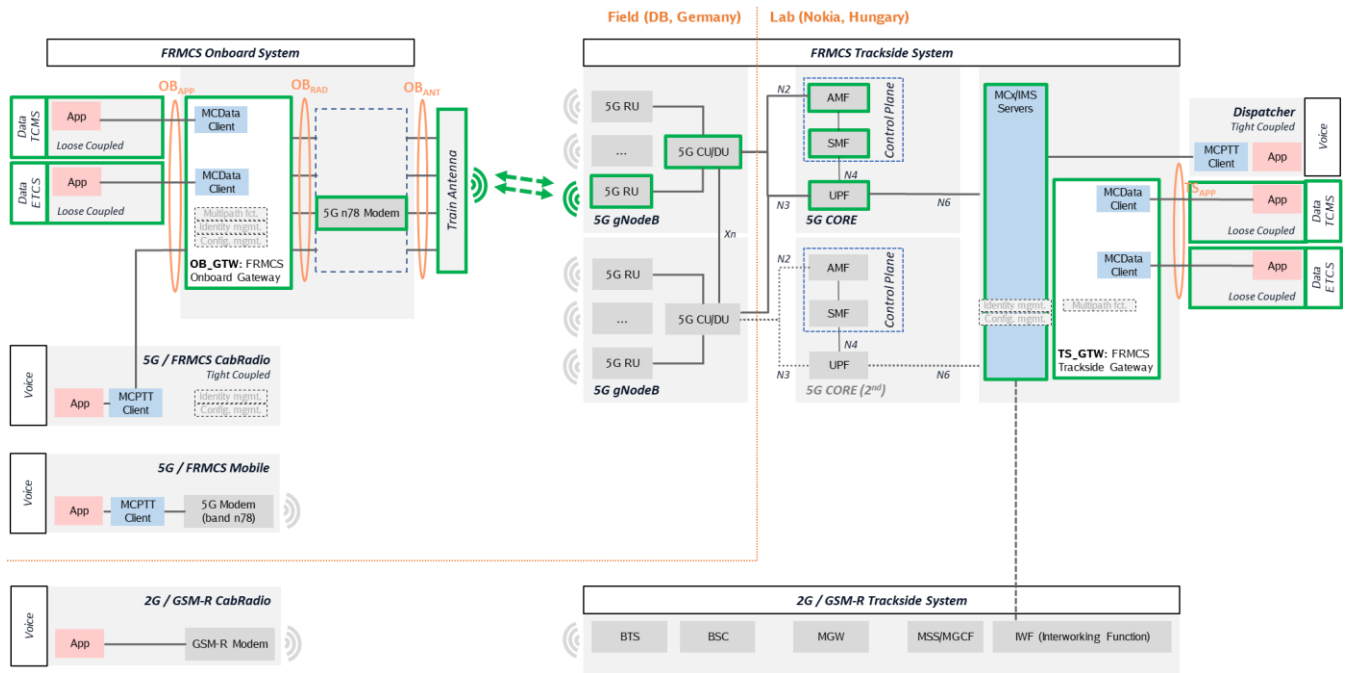 Field (DB, Germany)
Lab (Nokia, Hungary)
FRMCS Onboard System
FRMCS Trackside System
OB_APP
OB_RAD
OB_ANT
Data
TCMS
App
Loose Coupled
MCData
Client
Data
ETCS
App
Loose Coupled
MCData
Client
Multipath fct.
Identity mgmt.
Config. mgmt.
OB_GTW: FRMCS
Onboard Gateway
5G n78 Modem
Train Antenna
5G RU
...
5G RU
5G CU/DU
5G gNodeB
Xn
5G RU
...
5G RU
5G CU/DU
5G gNodeB
N2
N3
AMF
SMF
N4
UPF
Control Plane
5G CORE
N6
N2
N3
AMF
SMF
N4
UPF
Control Plane
5G CORE (2nd)
N6
MCx/IMS
Servers
Identity mgmt.
Config. mgmt.
Multipath fct.
MCData
Client
MCData
Client
TS_GTW: FRMCS
Trackside Gateway
Dispatcher
Tight Coupled
MCPTT
Client
App
Voice
TS_APP
App
Loose Coupled
Data
TCMS
App
Loose Coupled
Data
ETCS
Voice
5G / FRMCS CabRadio
Tight Coupled
App
MCPTT
Client
Identity mgmt.
Config. mgmt.
Voice
5G / FRMCS Mobile
App
MCPTT
Client
5G Modem
(band n78)
Voice
2G / GSM-R CabRadio
App
GSM-R Modem
2G / GSM-R Trackside System
BTS
BSC
MGW
MSS/MGCF
IWF (Interworking Function)